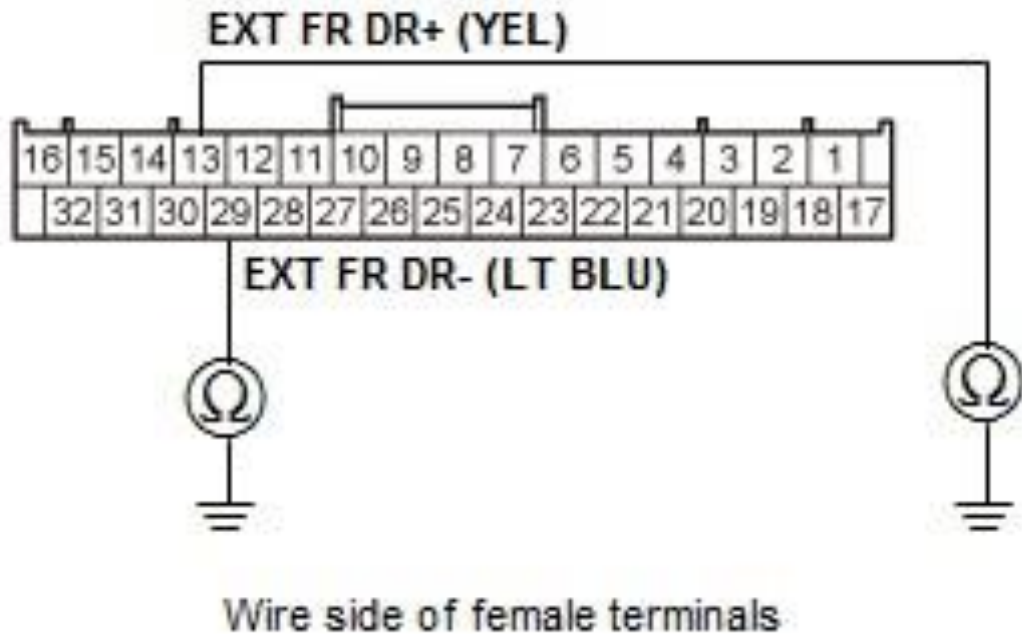 EXT FR DR+ (YEL)
16 15 14 13 12 11 10 9 8 7 6 5 4 3 2 1
32 31 30 29 28 27 26 25 24 23 22 21 20 19 18 17
EXT FR DR- (LT BLU)
Ω Ω
Wire side of female terminals